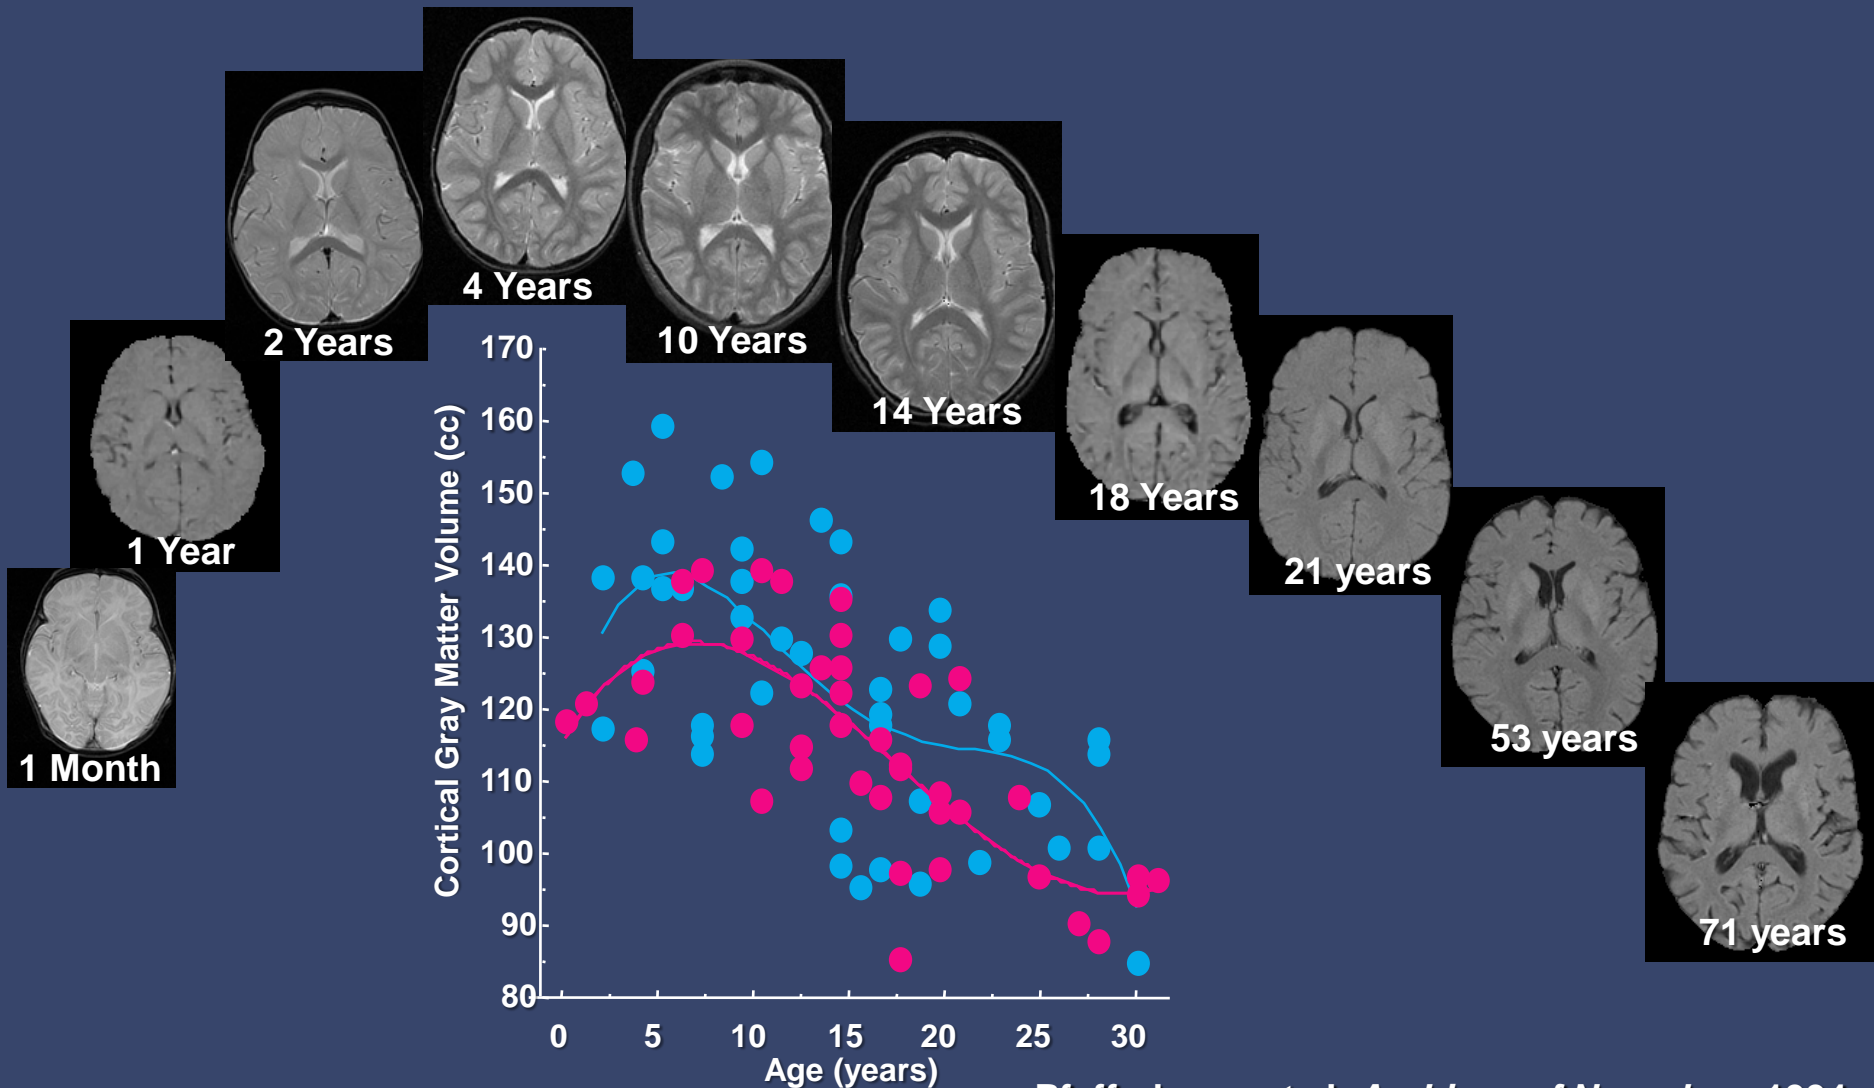 4 Years
2 Years
10 Years
14 Years
1 Year
18 Years
21 years
1 Month
53 years
71 years
Cortical Gray Matter Volume (cc)
170
160
150
140
130
120
110
100
90
80
0 5 10 15 20 25 30
Age (years)